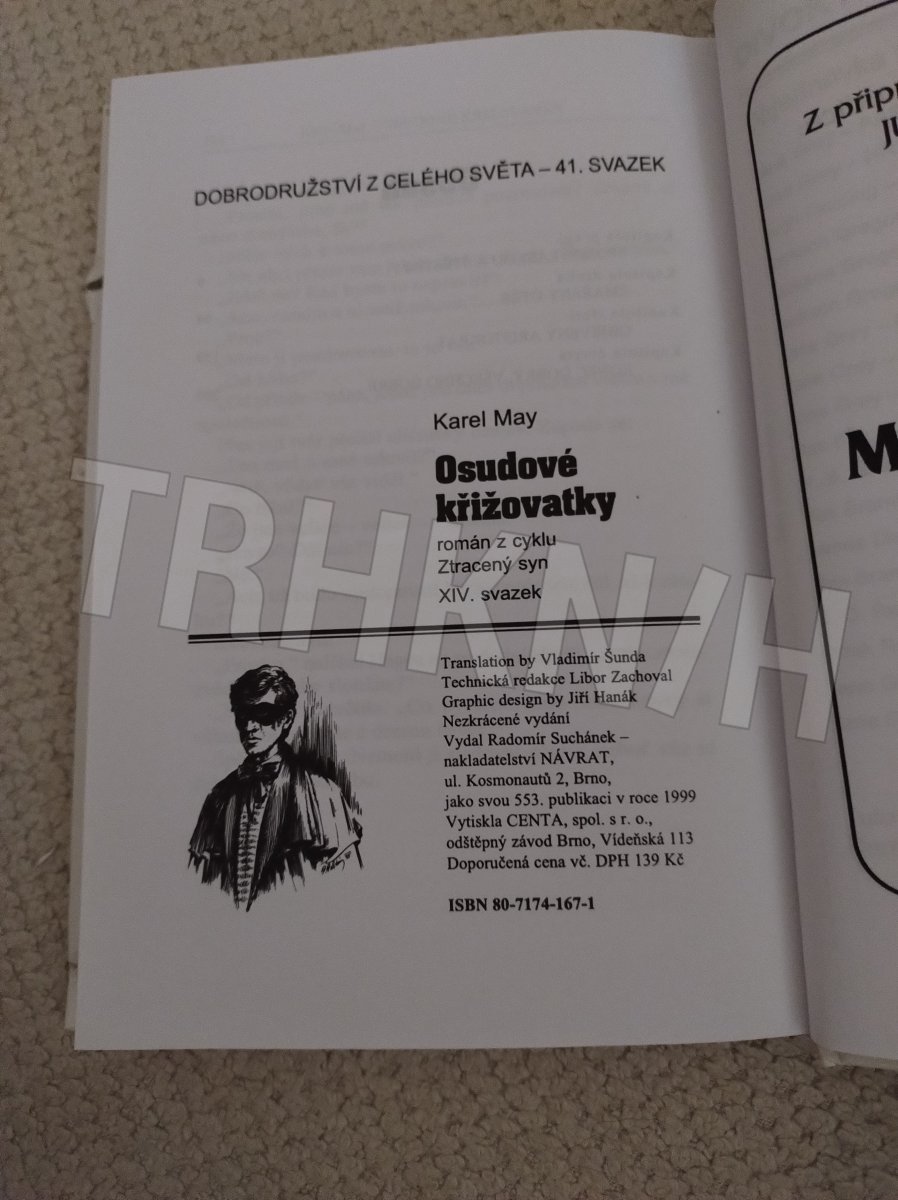 DOBRODRUŽSTVÍ Z CELÉHO SVĚTA – 41. SVAZEK
Karel May
Osudové
křižovatky
román z cyklu
Ztracený syn
XIV. svazek
Translation by Vladimír Šunda
Technická redakce Libor Zachoval
Graphic design by Jiří Hanák
Nezkrácené vydání
Vydal Radomír Suchánek –
nakladatelství NÁVRAT,
ul. Kosmonautů 2, Brno,
jako svou 553. publikaci v roce 1999
Vytiskla CENTA, spol. s r. o.,
odštěpný závod Brno, Vídeňská 113
Doporučená cena vč. DPH 139 Kč
ISBN 80-7174-167-1
TRHKNIH
Z